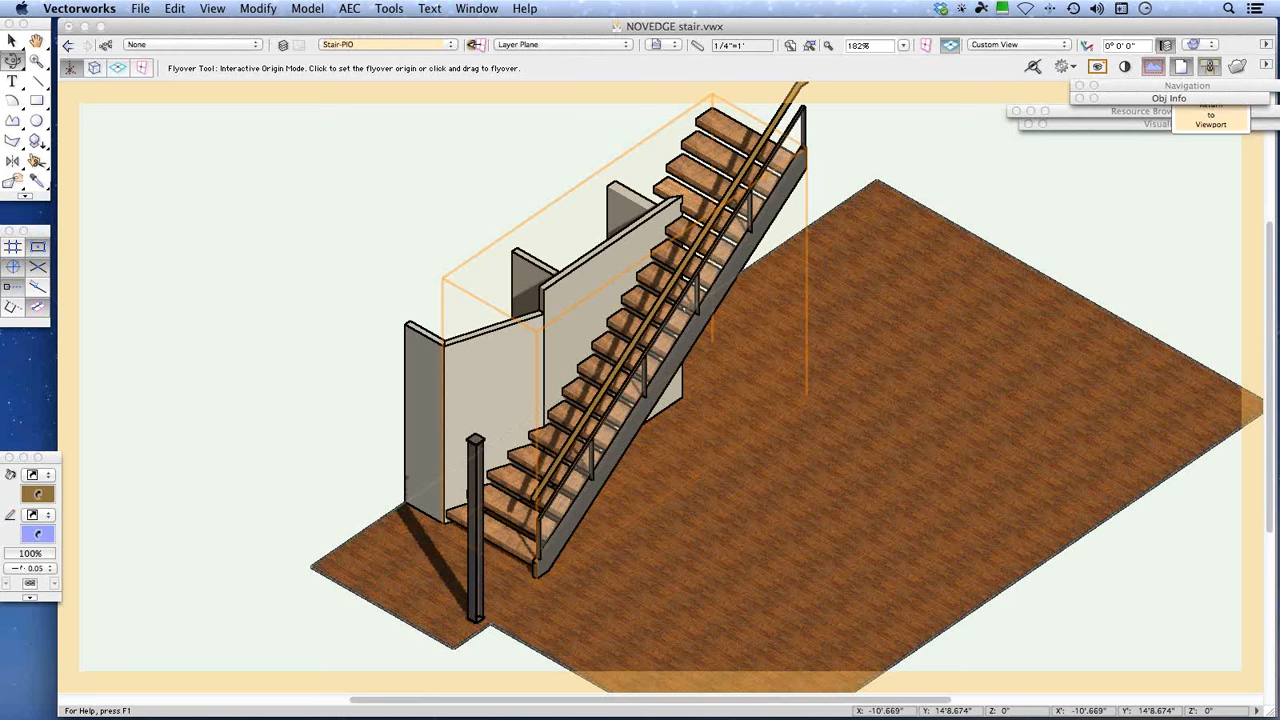 Vectorworks File Edit View Modify Model AEC Tools Text Window Help
NOVEDGE stair.vwx
None Stair-PIO Layer Plane 1/4"=1' 182% Custom View 0° 0' 0"
Flyover Tool: Interactive Origin Mode. Click to set the flyover origin or click and drag to flyover.
Navigation
Obj Info
Resource Brow
Return
to
Viewport
Visuali
100%
0.05
For Help, press F1 X: -10'.669" Y: 14'8.674" Z: 0" X': -10'.669" Y': 14'8.674" Z': 0"